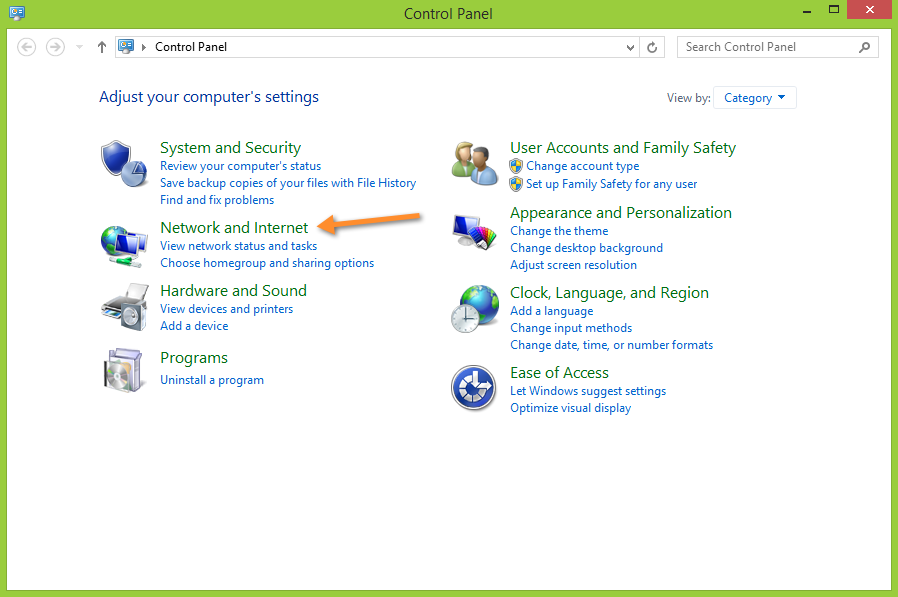 Control Panel
Control Panel
Search Control Panel
Adjust your computer's settings
View by: Category
System and Security
Review your computer's status
Save backup copies of your files with File History
Find and fix problems
Network and Internet
View network status and tasks
Choose homegroup and sharing options
Hardware and Sound
View devices and printers
Add a device
Programs
Uninstall a program
User Accounts and Family Safety
Change account type
Set up Family Safety for any user
Appearance and Personalization
Change the theme
Change desktop background
Adjust screen resolution
Clock, Language, and Region
Add a language
Change input methods
Change date, time, or number formats
Ease of Access
Let Windows suggest settings
Optimize visual display